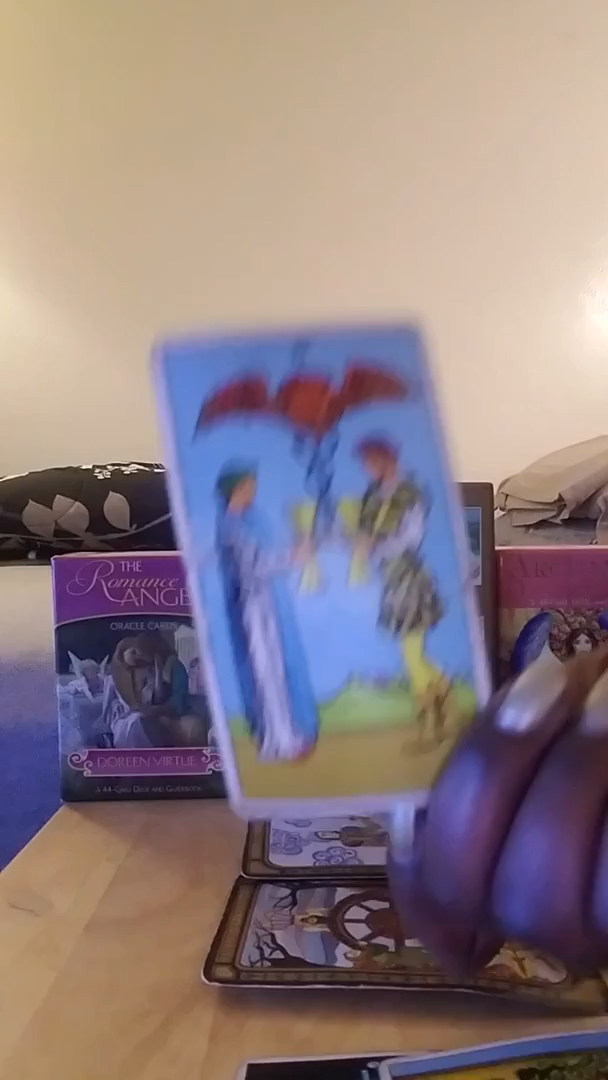 THE
Romance
ANGE
ORACLE CARDS
DOREEN VIRTUE
A 44-CARD DECK AND GUIDEBOOK